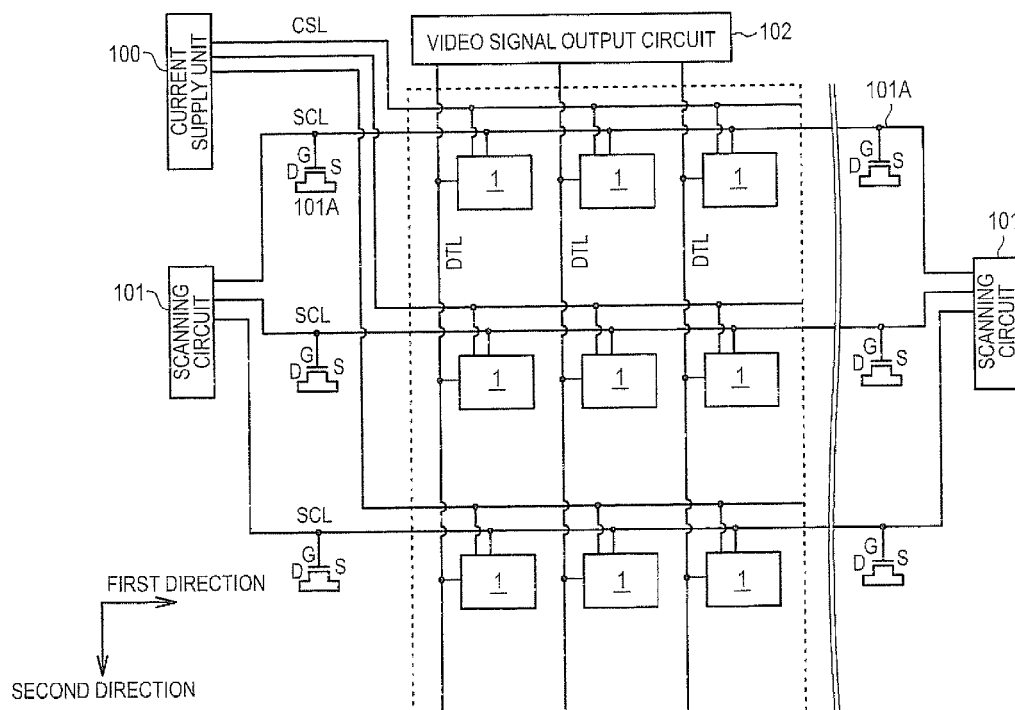 CSL
VIDEO SIGNAL OUTPUT CIRCUIT
102
100
CURRENT
SUPPLY UNIT
SCL
101A
G
D S
101A
G
D S
1 1 1
DTL DTL DTL
101
SCANNING
CIRCUIT
101
SCANNING
CIRCUIT
SCL
G
D S
1 1 1
G
D S
SCL
G
D S
1 1 1
G
D S
FIRST DIRECTION
SECOND DIRECTION